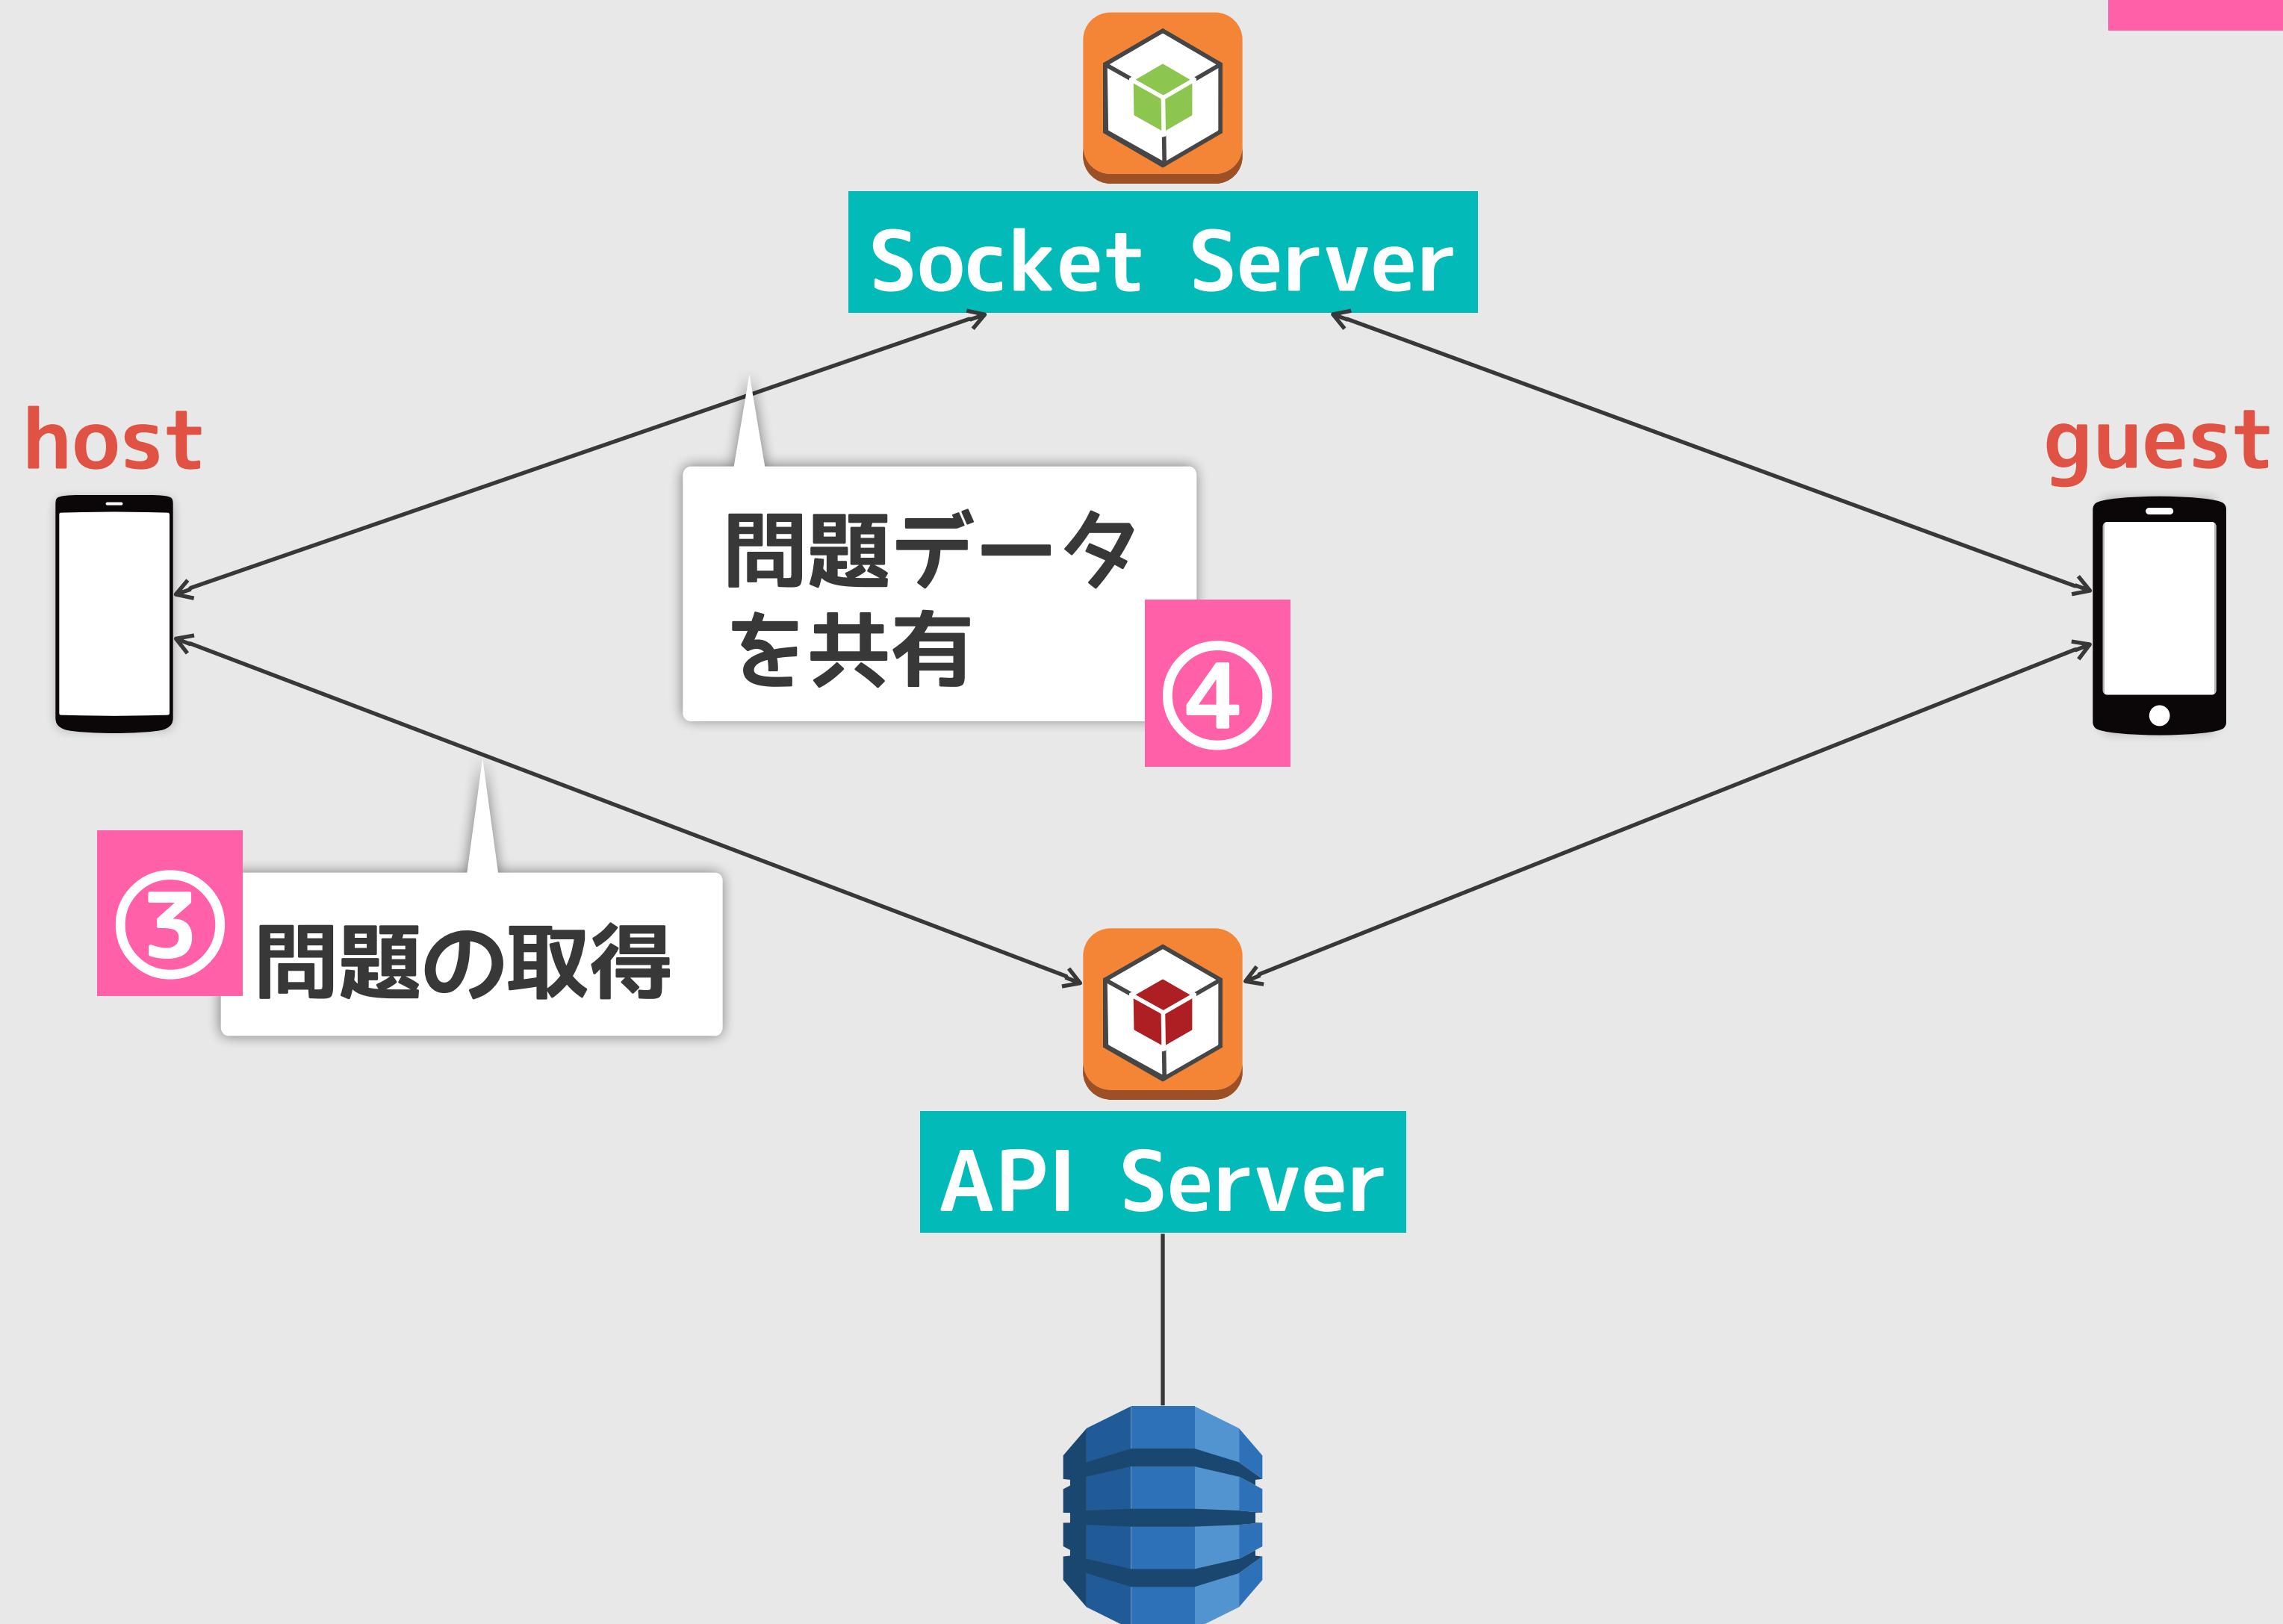 Socket Server
host
guest
問題データ
を共有
④
③
問題の取得
API Server